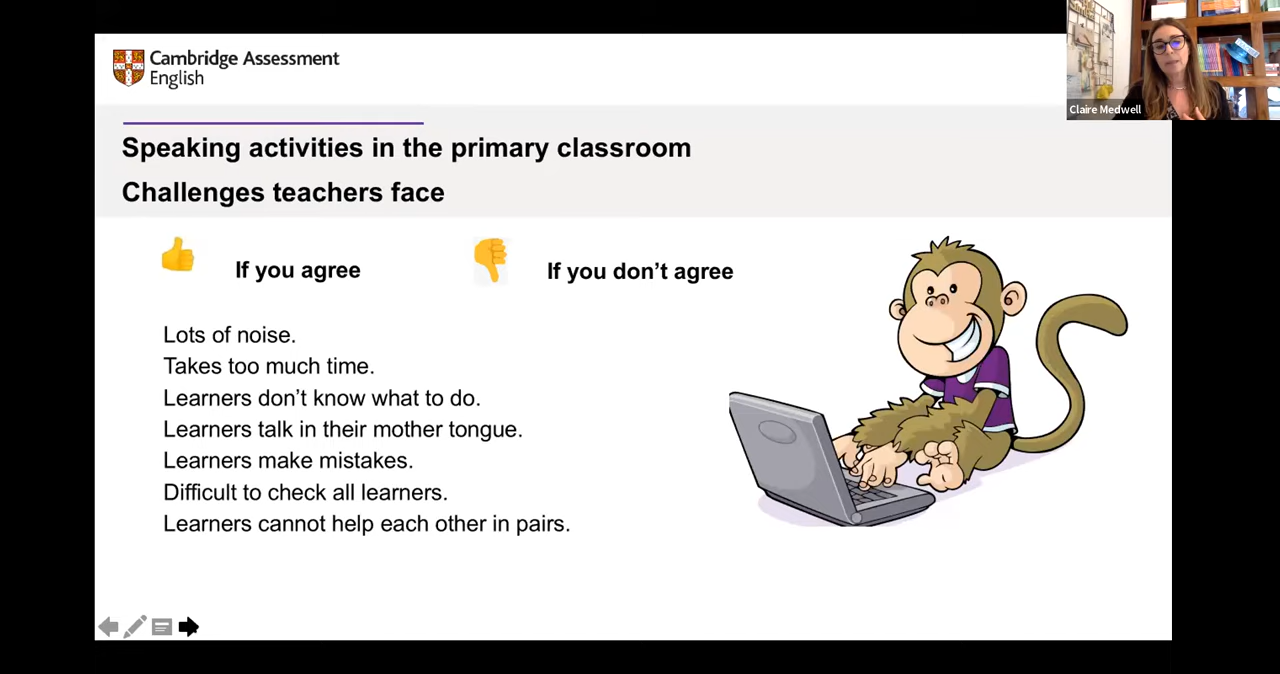 Cambridge Assessment
English
Claire Medwell
Speaking activities in the primary classroom
Challenges teachers face
If you agree
If you don’t agree
Lots of noise.
Takes too much time.
Learners don’t know what to do.
Learners talk in their mother tongue.
Learners make mistakes.
Difficult to check all learners.
Learners cannot help each other in pairs.